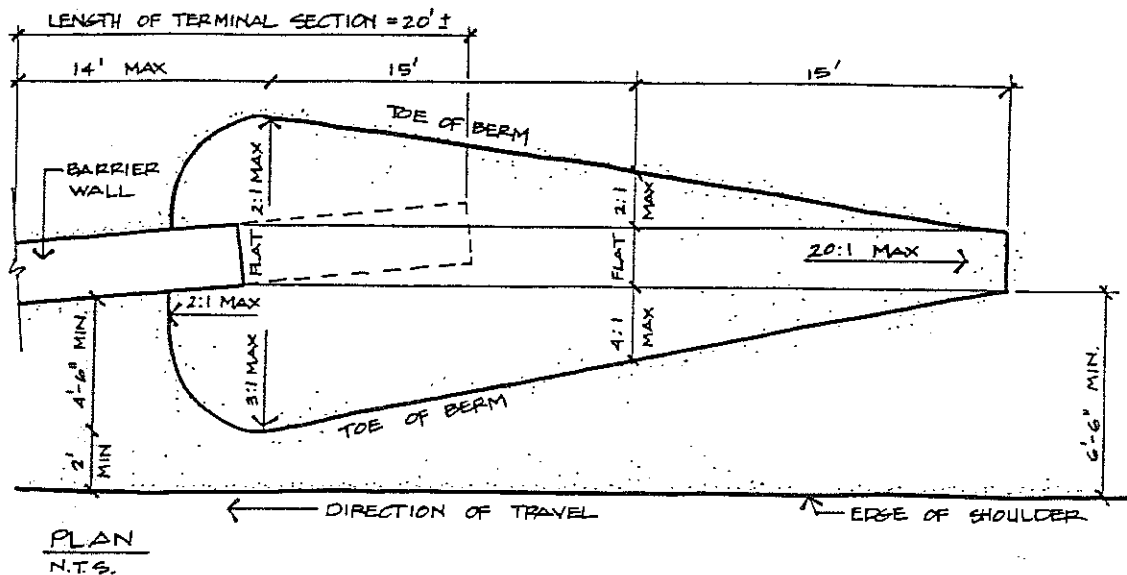 LENGTH OF TERMINAL SECTION = 20' ±
14' MAX
15'
15'
TOE OF BERM
BARRIER
WALL
2:1 MAX
2:1
MAX
FLAT
FLAT
20:1 MAX
2:1 MAX
4:1
MAX
3:1 MAX
4'-6" MIN.
6'-6" MIN.
TOE OF BERM
2'
MIN
DIRECTION OF TRAVEL
EDGE OF SHOULDER
PLAN
N.T.S.